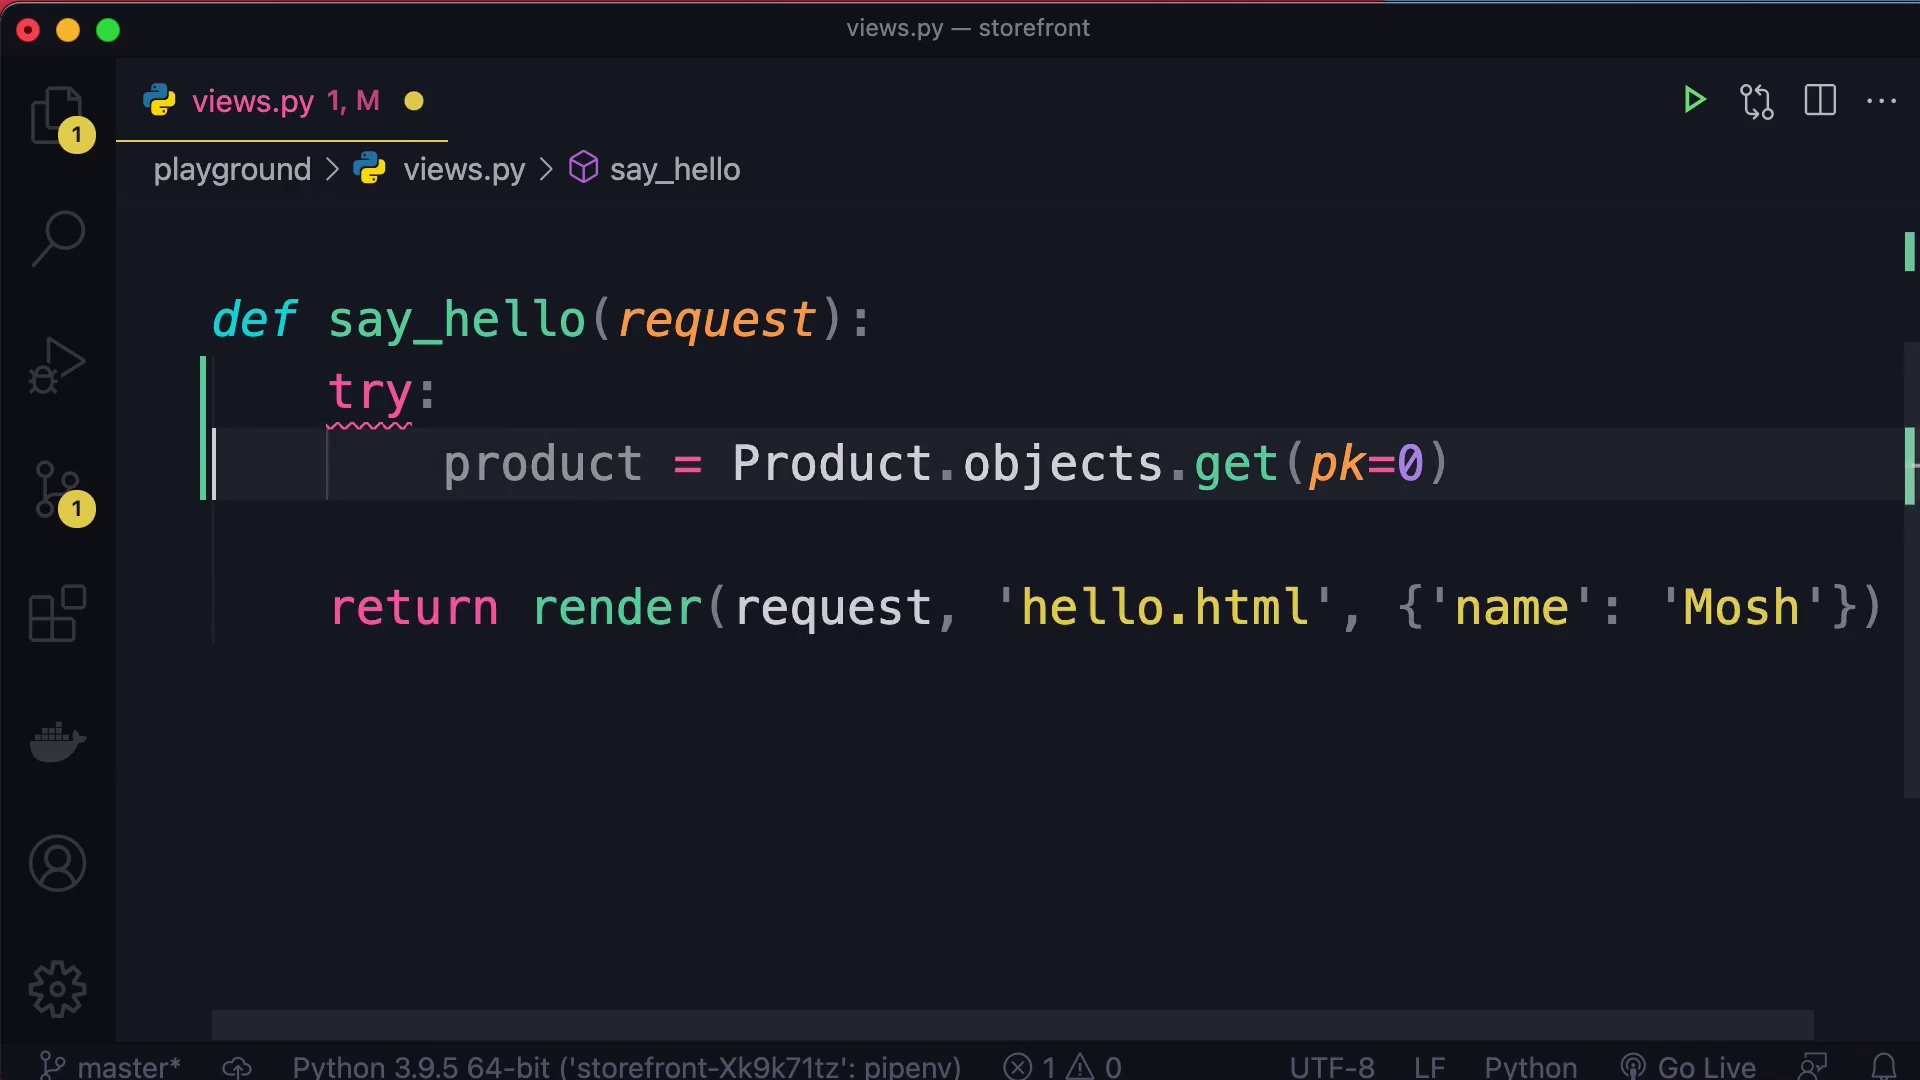 views.py — storefront
views.py 1, M
1
playground > views.py > say_hello
def say_hello(request):
try:
product = Product.objects.get(pk=0)
1
return render(request, 'hello.html', {'name': 'Mosh'})
master* Python 3.9.5 64-bit ('storefront-Xk9k71tz': pipenv) 1 0 UTF-8 LF Python Go Live